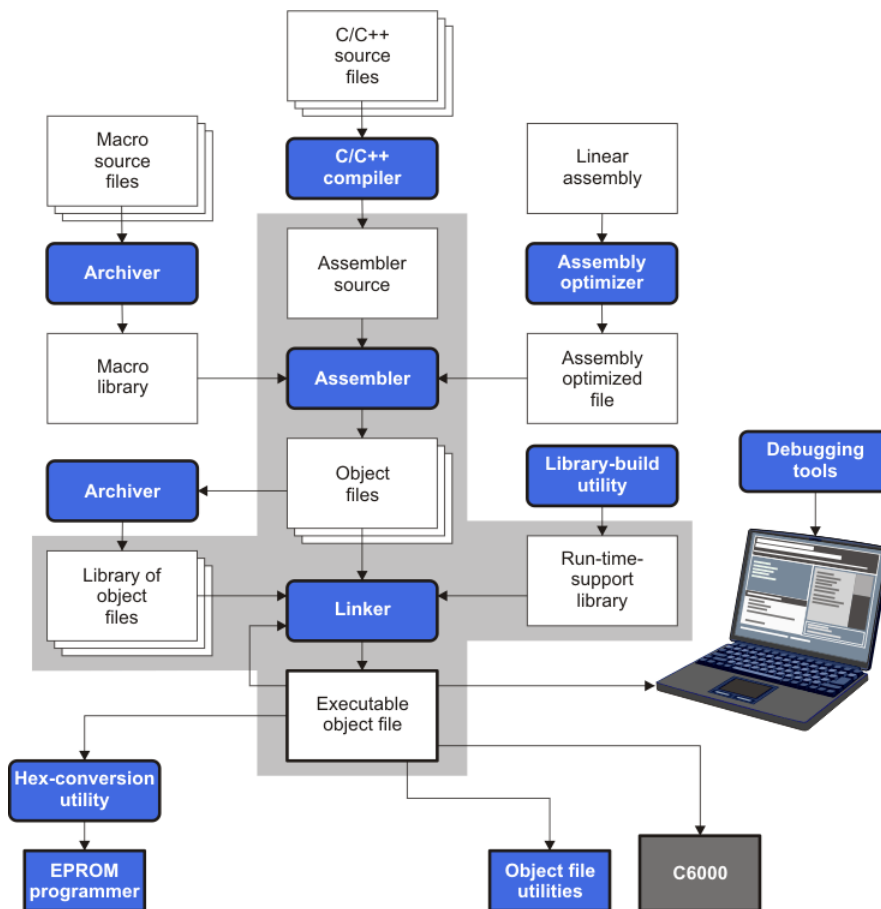 C/C++
source
files
Macro
source
files
C/C++
compiler
Linear
assembly
Archiver
Assembler
source
Assembly
optimizer
Macro
library
Assembler
Assembly
optimized
file
Archiver
Object
files
Library-build
utility
Debugging
tools
Library of
object
files
Linker
Run-time-
support
library
Executable
object file
Hex-conversion
utility
EPROM
programmer
Object file
utilities
C6000